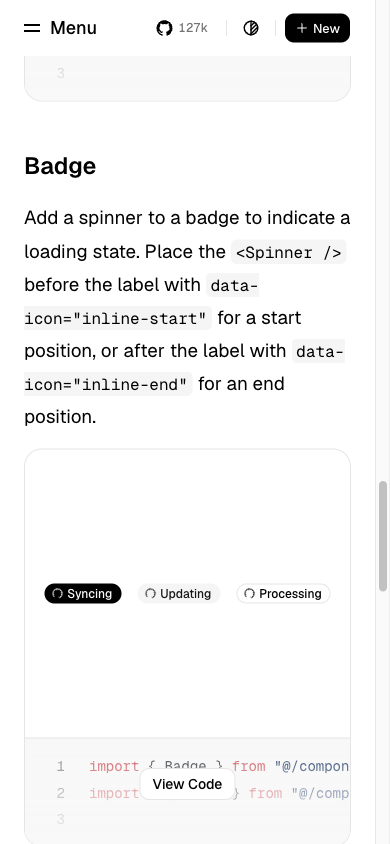 Menu 127k + New
3
Badge
Add a spinner to a badge to indicate a
loading state. Place the <Spinner />
before the label with data-
icon="inline-start" for a start
position, or after the label with data-
icon="inline-end" for an end
position.
Syncing Updating Processing
1 import { Badge } from "@/compon
View Code
2 import } from "@/comp
3